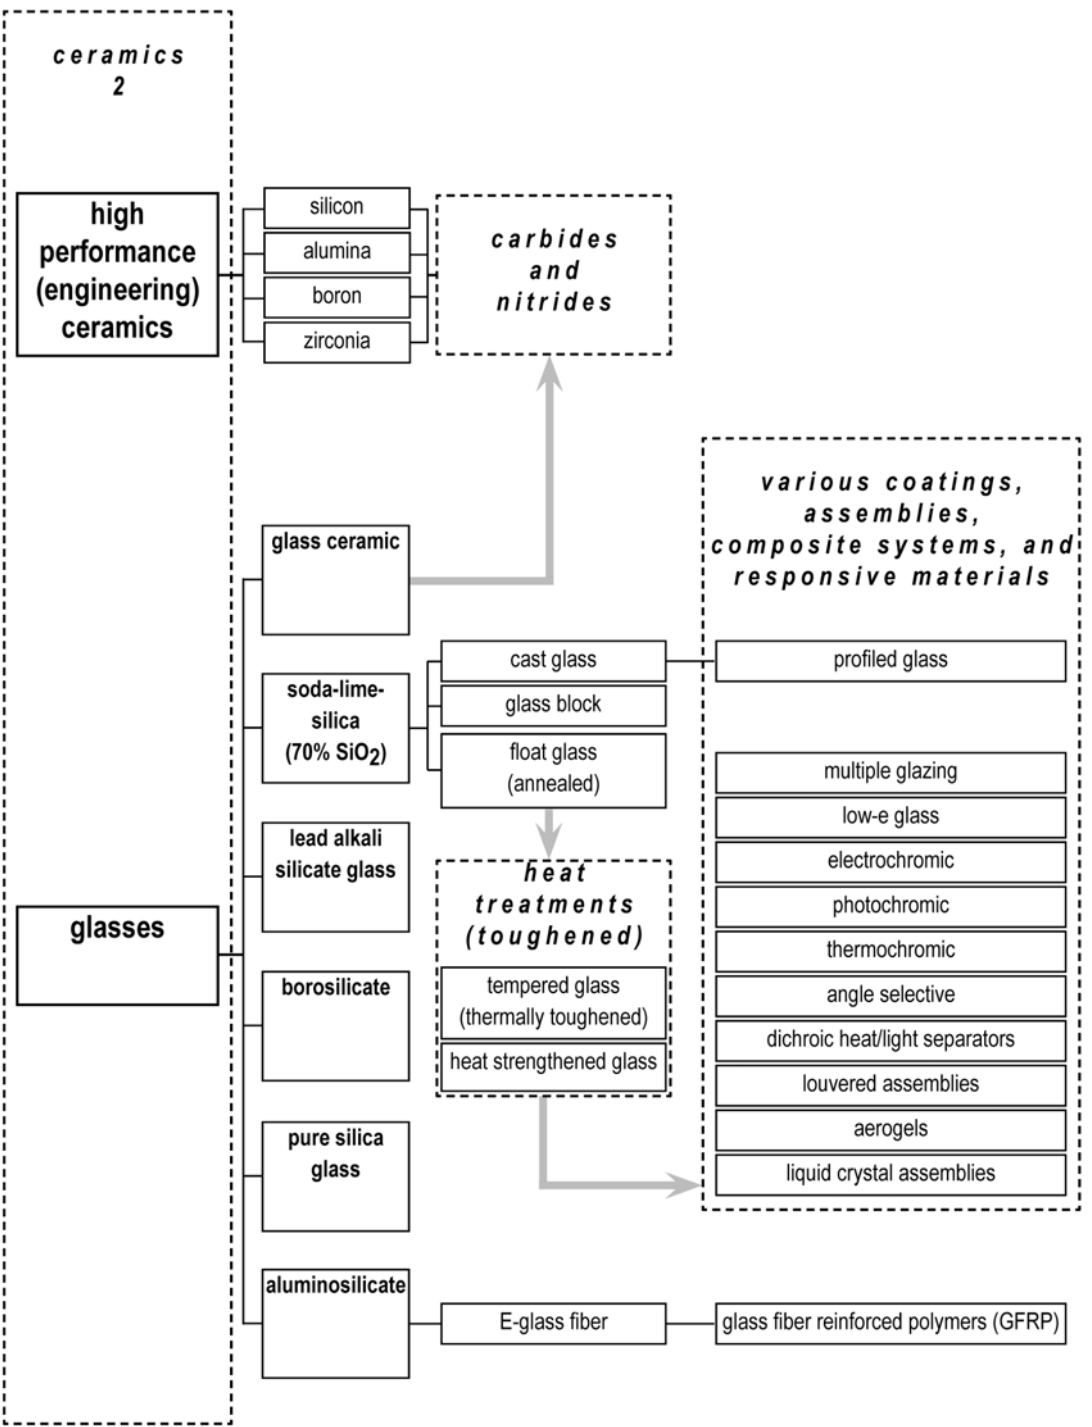 ceramics
2
high
performance
(engineering)
ceramics
silicon
alumina
boron
zirconia
carbides
and
nitrides
glasses
glass ceramic
soda-lime-
silica
(70% SiO2)
lead alkali
silicate glass
borosilicate
pure silica
glass
aluminosilicate
cast glass
glass block
float glass
(annealed)
heat
treatments
(toughened)
tempered glass
(thermally toughened)
heat strengthened glass
E-glass fiber
various coatings,
assemblies,
composite systems, and
responsive materials
profiled glass
multiple glazing
low-e glass
electrochromic
photochromic
thermochromic
angle selective
dichroic heat/light separators
louvered assemblies
aerogels
liquid crystal assemblies
glass fiber reinforced polymers (GFRP)